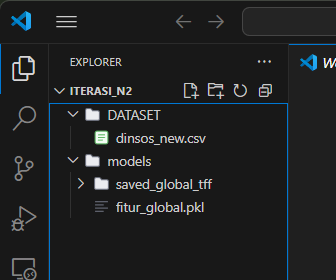 EXPLORER
ITERASI_N2
DATASET
dinsos_new.csv
models
saved_global_tff
fitur_global.pkl